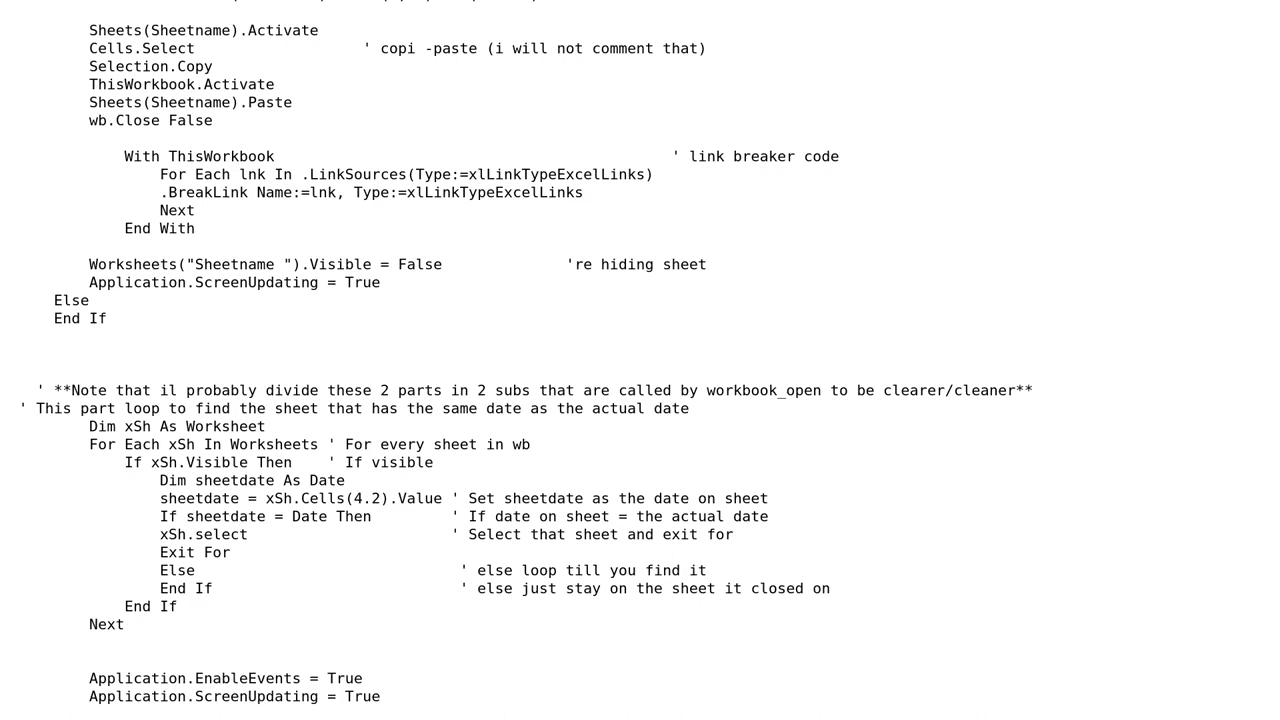 Sheets(Sheetname).Activate
Cells.Select ' copi -paste (i will not comment that)
Selection.Copy
ThisWorkbook.Activate
Sheets(Sheetname).Paste
wb.Close False
With ThisWorkbook ' link breaker code
For Each lnk In .LinkSources(Type:=xlLinkTypeExcelLinks)
.BreakLink Name:=lnk, Type:=xlLinkTypeExcelLinks
Next
End With
Worksheets("Sheetname ").Visible = False 're hiding sheet
Application.ScreenUpdating = True
Else
End If
' **Note that il probably divide these 2 parts in 2 subs that are called by workbook_open to be clearer/cleaner**
' This part loop to find the sheet that has the same date as the actual date
Dim xSh As Worksheet
For Each xSh In Worksheets ' For every sheet in wb
If xSh.Visible Then ' If visible
Dim sheetdate As Date
sheetdate = xSh.Cells(4.2).Value ' Set sheetdate as the date on sheet
If sheetdate = Date Then ' If date on sheet = the actual date
xSh.select ' Select that sheet and exit for
Exit For
Else ' else loop till you find it
End If ' else just stay on the sheet it closed on
End If
Next
Application.EnableEvents = True
Application.ScreenUpdating = True